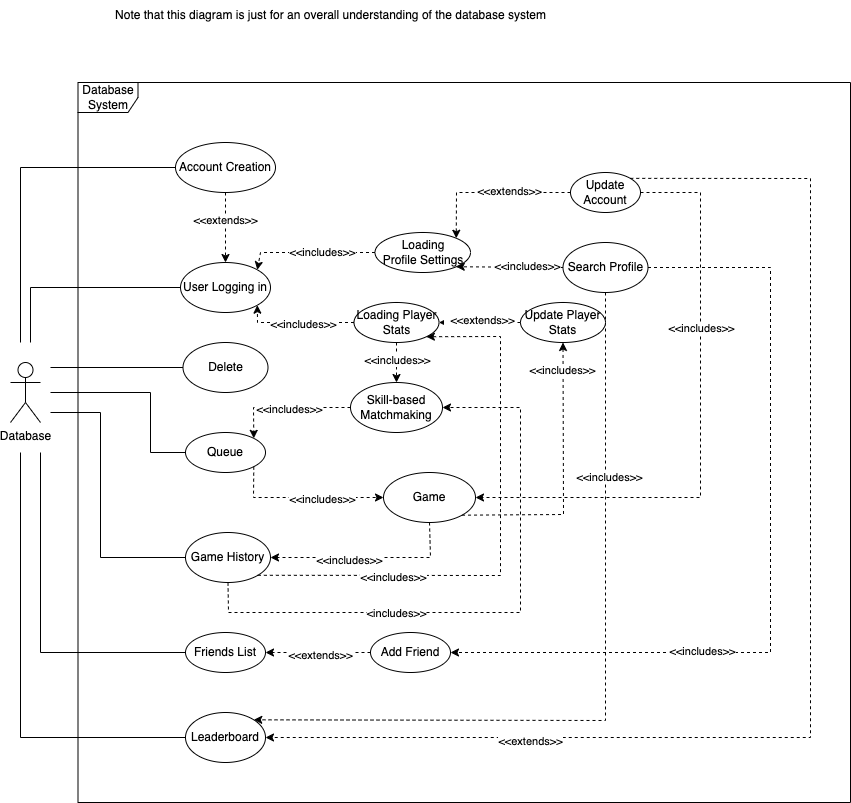 Note that this diagram is just for an overall understanding of the database system
Database
System
Account Creation
Update
Account
<<extends>>
<<extends>>
Loading
Profile Settings
<<includes>>
<<includes>>
Search Profile
User Logging in
Loading Player
Stats
<<extends>>
Update Player
Stats
<<includes>>
<<includes>>
<<includes>>
Delete
<<includes>>
Skill-based
Matchmaking
<<includes>>
Database
Queue
<<includes>>
Game
<<includes>>
Game History
<<includes>>
<<includes>>
<includes>>
Friends List
<<extends>>
Add Friend
<<includes>>
Leaderboard
<<extends>>